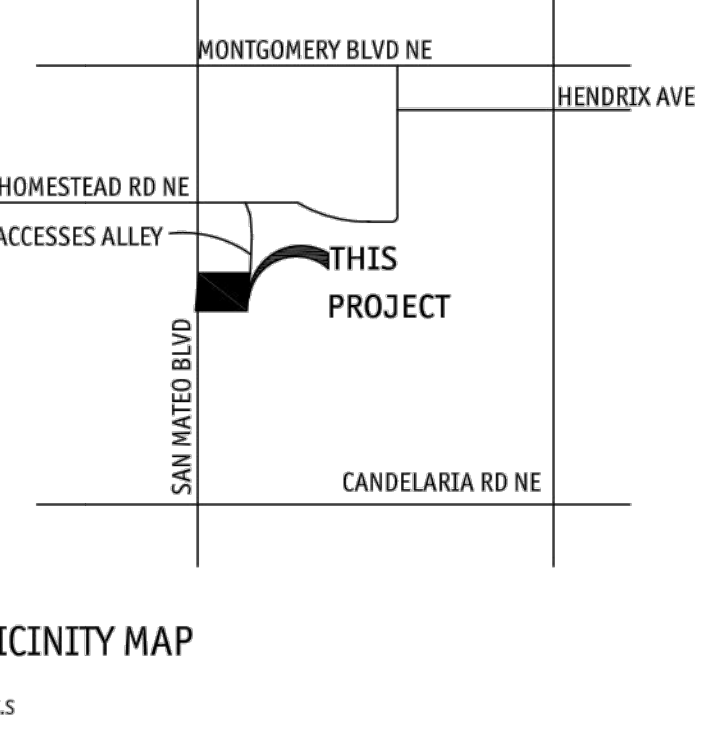 MONTGOMERY BLVD NE
HENDRIX AVE
HOMESTEAD RD NE
ACCESSES ALLEY
THIS
PROJECT
SAN MATEO BLVD
CANDELARIA RD NE
ICINITY MAP
.S